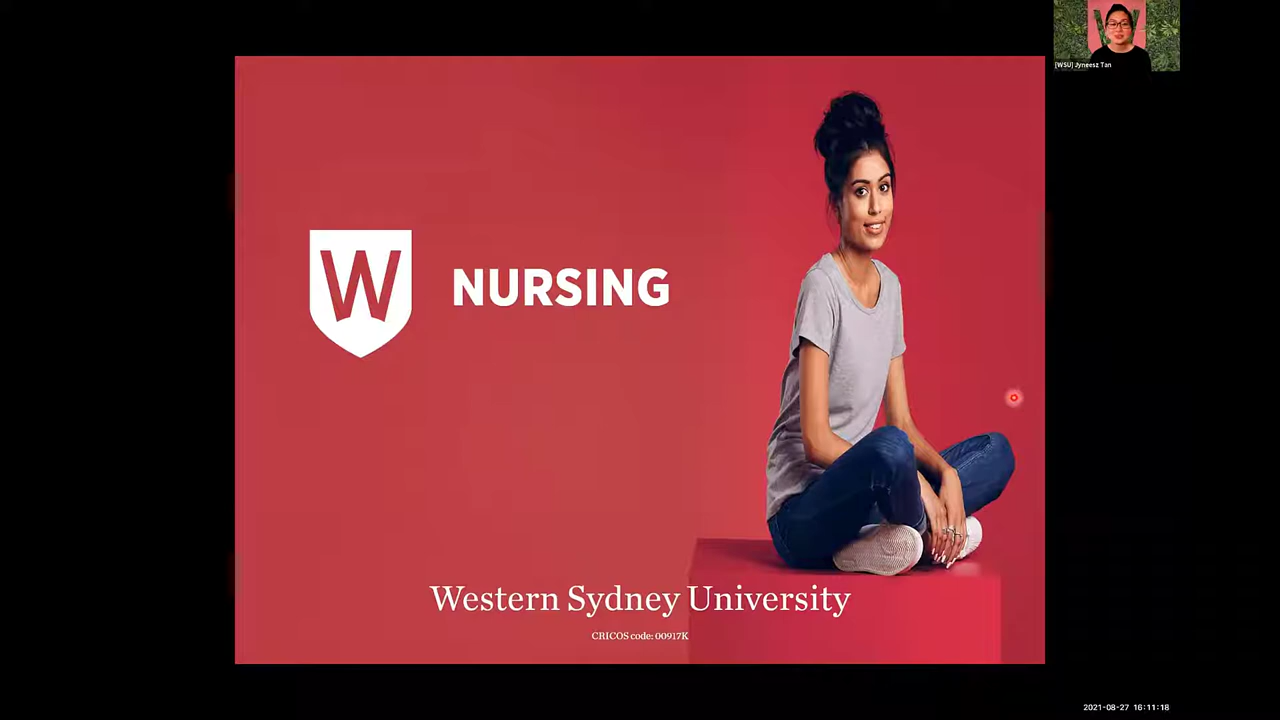 [WSU] Jyneesz Tan
W
NURSING
Western Sydney University
CRICOS code: 00917K
2021-08-27 16:11:18